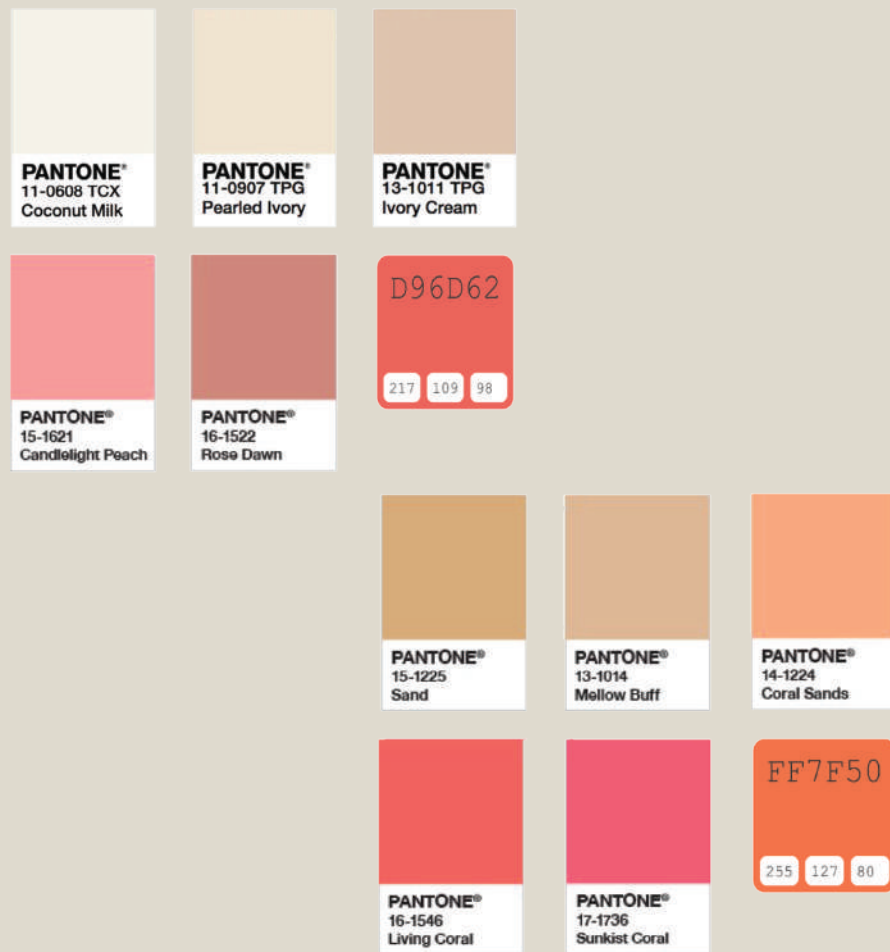 PANTONE®
11-0608 TCX
Coconut Milk
PANTONE®
11-0907 TPG
Pearled Ivory
PANTONE®
13-1011 TPG
Ivory Cream
PANTONE®
15-1621
Candlelight Peach
PANTONE®
16-1522
Rose Dawn
D96D62
217 109 98
PANTONE®
15-1225
Sand
PANTONE®
13-1014
Mellow Buff
PANTONE®
14-1224
Coral Sands
PANTONE®
16-1546
Living Coral
PANTONE®
17-1736
Sunkist Coral
FF7F50
255 127 80